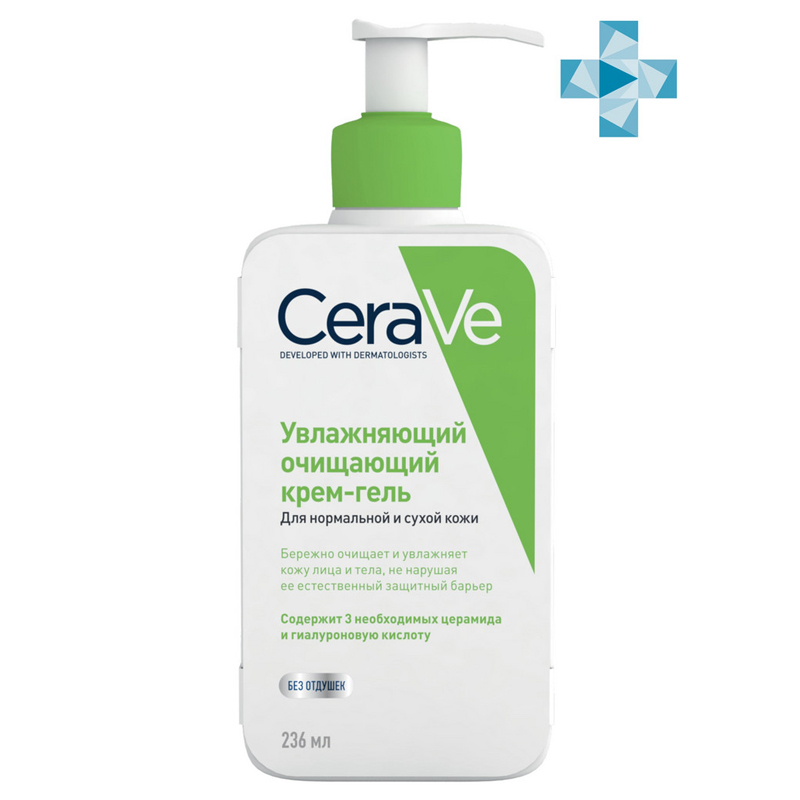 CeraVe
DEVELOPED WITH DERMATOLOGISTS
Увлажняющий
очищающий
крем-гель
Для нормальной и сухой кожи
Бережно очищает и увлажняет
кожу лица и тела, не нарушая
ее естественный защитный барьер
Содержит 3 необходимых церамида
и гиалуроновую кислоту
БЕЗ ОТДУШЕК
236 мл